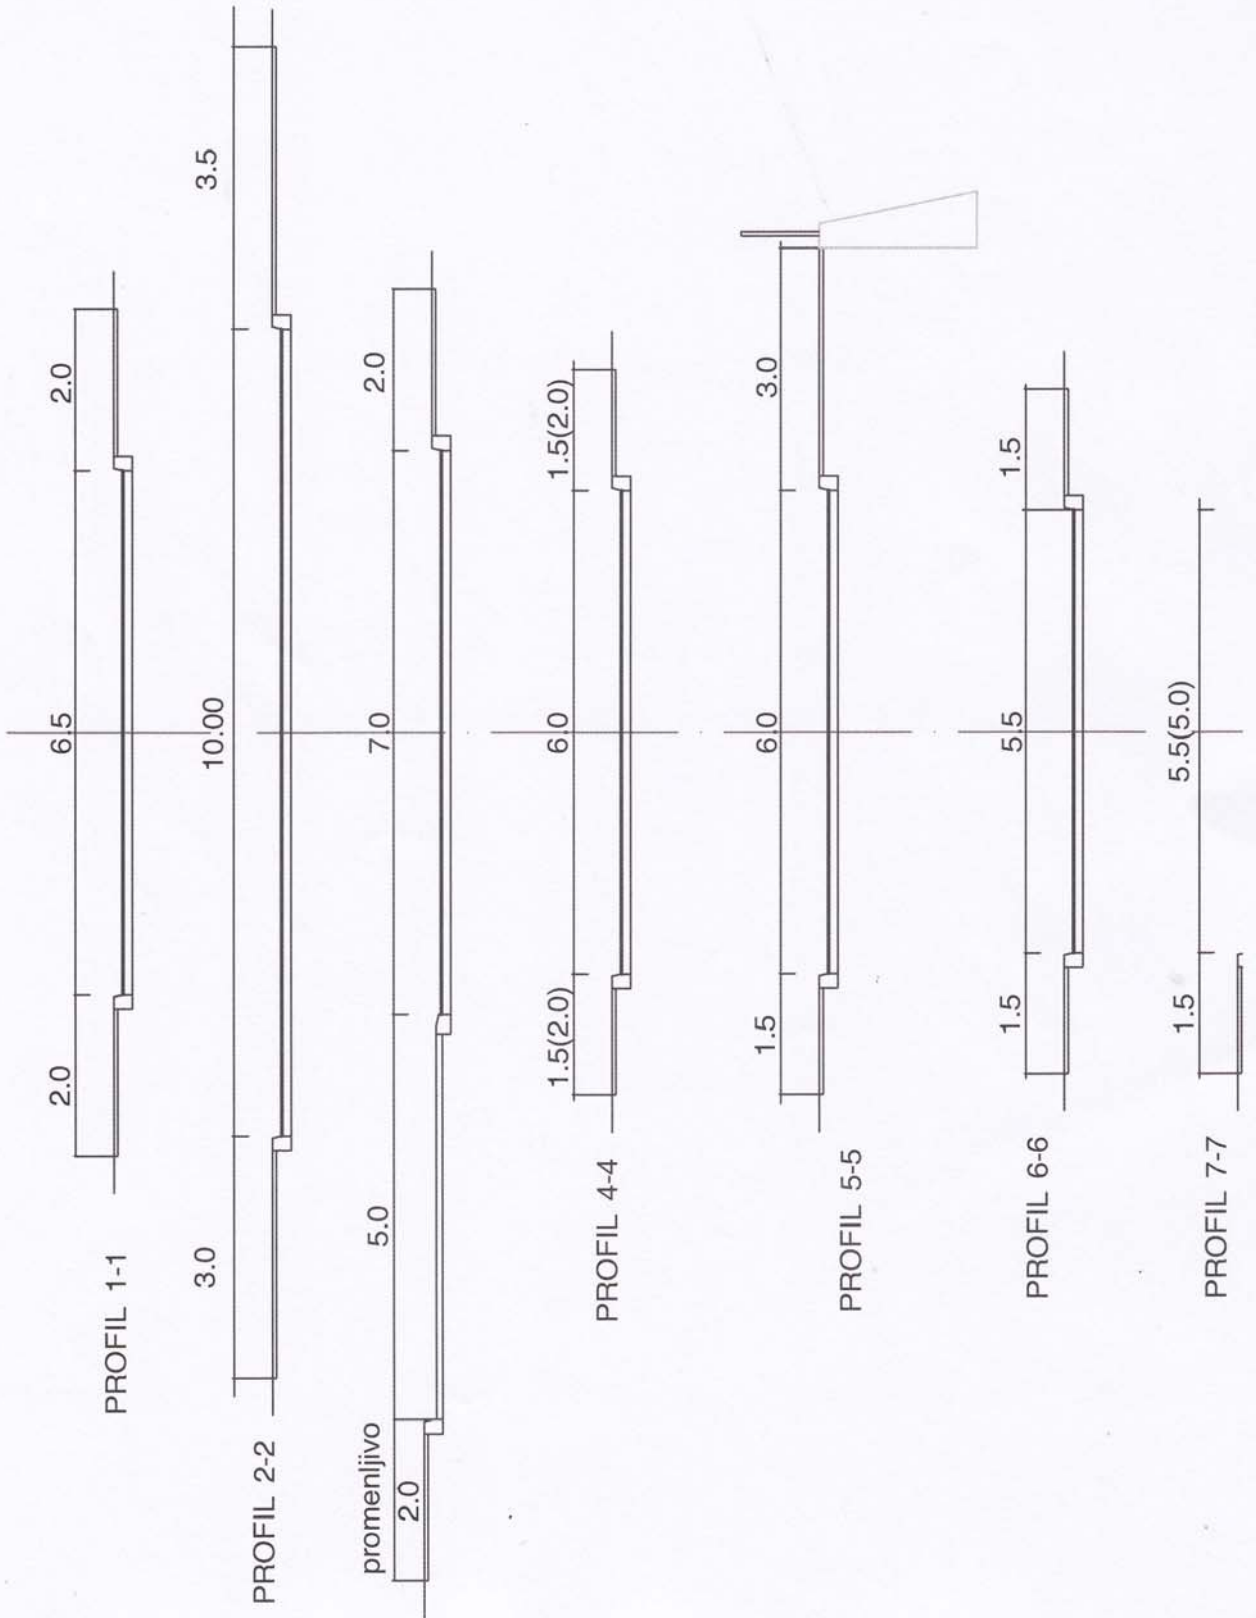 2.0 6.5 2.0
PROFIL 1-1
3.0 10.00 3.5
PROFIL 2-2
promenljivo 5.0 7.0 2.0
2.0
1.5(2.0) 6.0 1.5(2.0)
PROFIL 4-4
1.5 6.0 3.0
PROFIL 5-5
1.5 5.5 1.5
PROFIL 6-6
1.5 5.5(5.0)
PROFIL 7-7